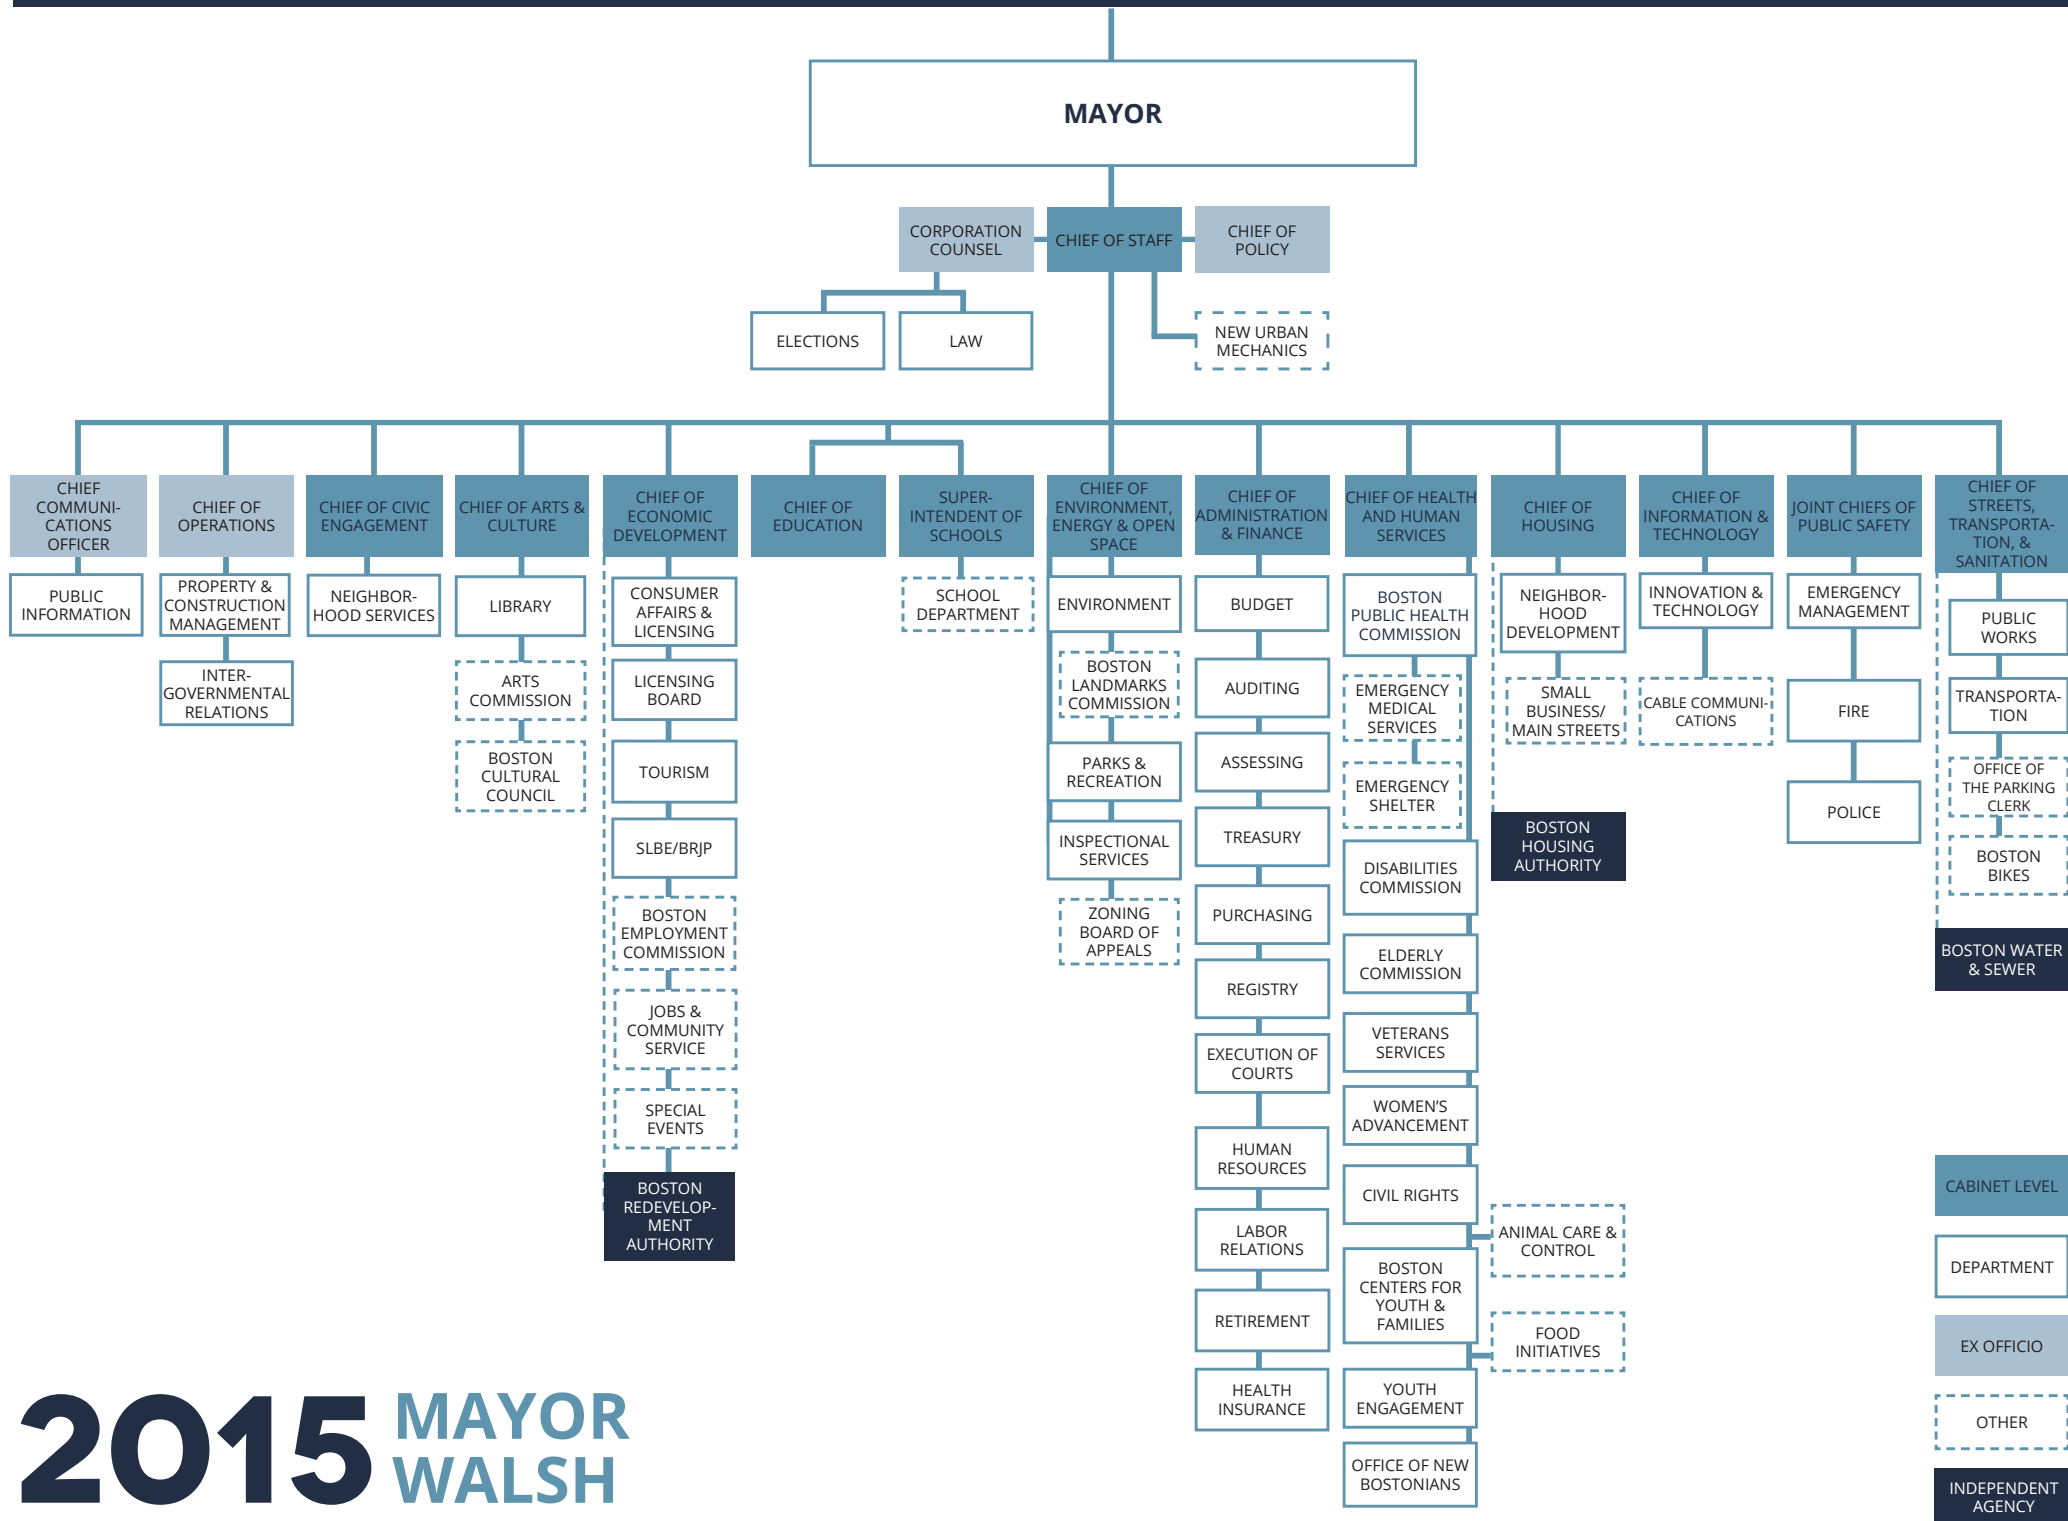 MAYOR
CORPORATION
COUNSEL
CHIEF OF STAFF
CHIEF OF
POLICY
ELECTIONS
LAW
NEW URBAN
MECHANICS
CHIEF
COMMUNI-
CATIONS
OFFICER
PUBLIC
INFORMATION
CHIEF OF
OPERATIONS
PROPERTY &
CONSTRUCTION
MANAGEMENT
INTER-
GOVERNMENTAL
RELATIONS
CHIEF OF CIVIC
ENGAGEMENT
NEIGHBOR-
HOOD SERVICES
CHIEF OF ARTS &
CULTURE
LIBRARY
ARTS
COMMISSION
BOSTON
CULTURAL
COUNCIL
CHIEF OF
ECONOMIC
DEVELOPMENT
CONSUMER
AFFAIRS &
LICENSING
LICENSING
BOARD
TOURISM
SLBE/BRJP
BOSTON
EMPLOYMENT
COMMISSION
JOBS &
COMMUNITY
SERVICE
SPECIAL
EVENTS
BOSTON
REDEVELOP-
MENT
AUTHORITY
CHIEF OF
EDUCATION
SUPER-
INTENDENT OF
SCHOOLS
SCHOOL
DEPARTMENT
CHIEF OF
ENVIRONMENT,
ENERGY & OPEN
SPACE
ENVIRONMENT
BOSTON
LANDMARKS
COMMISSION
PARKS &
RECREATION
INSPECTIONAL
SERVICES
ZONING
BOARD OF
APPEALS
CHIEF OF
ADMINISTRATION
& FINANCE
BUDGET
AUDITING
ASSESSING
TREASURY
PURCHASING
REGISTRY
EXECUTION OF
COURTS
HUMAN
RESOURCES
LABOR
RELATIONS
RETIREMENT
HEALTH
INSURANCE
CHIEF OF HEALTH
AND HUMAN
SERVICES
BOSTON
PUBLIC HEALTH
COMMISSION
EMERGENCY
MEDICAL
SERVICES
EMERGENCY
SHELTER
DISABILITIES
COMMISSION
ELDERLY
COMMISSION
VETERANS
SERVICES
WOMEN’S
ADVANCEMENT
CIVIL RIGHTS
BOSTON
CENTERS FOR
YOUTH &
FAMILIES
YOUTH
ENGAGEMENT
OFFICE OF NEW
BOSTONIANS
ANIMAL CARE &
CONTROL
FOOD
INITIATIVES
CHIEF OF
HOUSING
NEIGHBOR-
HOOD
DEVELOPMENT
SMALL
BUSINESS/
MAIN STREETS
BOSTON
HOUSING
AUTHORITY
CHIEF OF
INFORMATION &
TECHNOLOGY
INNOVATION &
TECHNOLOGY
CABLE COMMUNI-
CATIONS
JOINT CHIEFS OF
PUBLIC SAFETY
EMERGENCY
MANAGEMENT
FIRE
POLICE
CHIEF OF
STREETS,
TRANSPORTA-
TION, &
SANITATION
PUBLIC
WORKS
TRANSPORTA-
TION
OFFICE OF
THE PARKING
CLERK
BOSTON
BIKES
BOSTON WATER
& SEWER
CABINET LEVEL
DEPARTMENT
EX OFFICIO
OTHER
INDEPENDENT
AGENCY
2015
MAYOR
WALSH